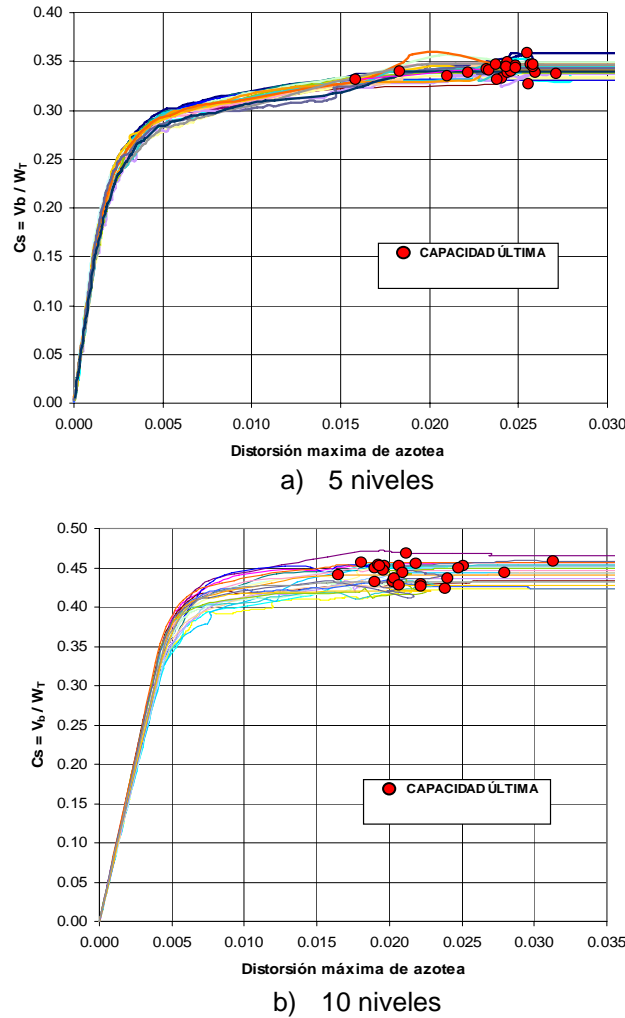 0.40
0.35
0.30
0.25
0.20
0.15
0.10
0.05
0.00
Cs = Vb / W_T
CAPACIDAD ÚLTIMA
0.000 0.005 0.010 0.015 0.020 0.025 0.030
Distorsión maxima de azotea
a) 5 niveles
0.50
0.45
0.40
0.35
0.30
0.25
0.20
0.15
0.10
0.05
0.00
Cs = V_b / W_T
CAPACIDAD ÚLTIMA
0.000 0.005 0.010 0.015 0.020 0.025 0.030 0.035
Distorsión máxima de azotea
b) 10 niveles